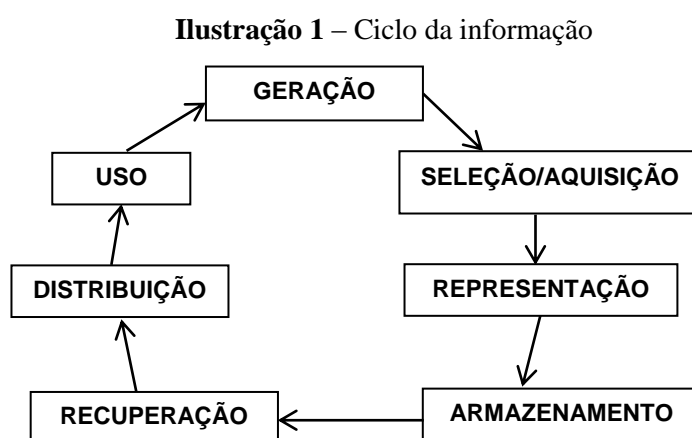 Ilustração 1 – Ciclo da informação
GERAÇÃO
SELEÇÃO/AQUISIÇÃO
REPRESENTAÇÃO
ARMAZENAMENTO
RECUPERAÇÃO
DISTRIBUIÇÃO
USO